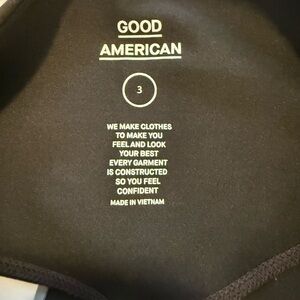 GOOD
AMERICAN
3
WE MAKE CLOTHES
TO MAKE YOU
FEEL AND LOOK
YOUR BEST
EVERY GARMENT
IS CONSTRUCTED
SO YOU FEEL
CONFIDENT
MADE IN VIETNAM